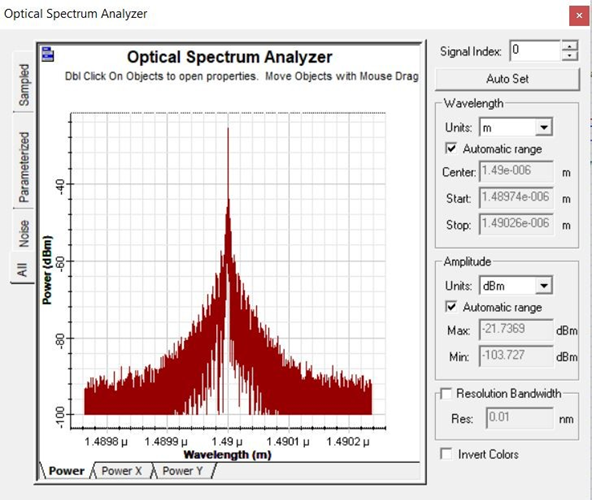 Optical Spectrum Analyzer
Optical Spectrum Analyzer
Dbl Click On Objects to open properties. Move Objects with Mouse Drag
Sampled
Parameterized
Noise
All
Power (dBm)
-40
-60
-80
-100
1.4898 µ
1.4899 µ
1.49 µ
1.4901 µ
1.4902 µ
Wavelength (m)
Power
Power X
Power Y
Signal Index: 0
Auto Set
Wavelength
Units: m
Automatic range
Center: 1.49e-006 m
Start: 1.48974e-006 m
Stop: 1.49026e-006 m
Amplitude
Units: dBm
Automatic range
Max: -21.7369 dBm
Min: -103.727 dBm
Resolution Bandwidth
Res: 0.01 nm
Invert Colors